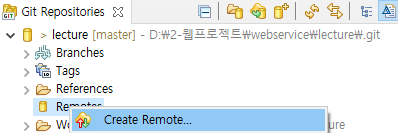 Git Repositories
> lecture [master] - D:\2-웹프로젝트\webservice\lecture\.git
Branches
Tags
References
Remotes
Create Remote...